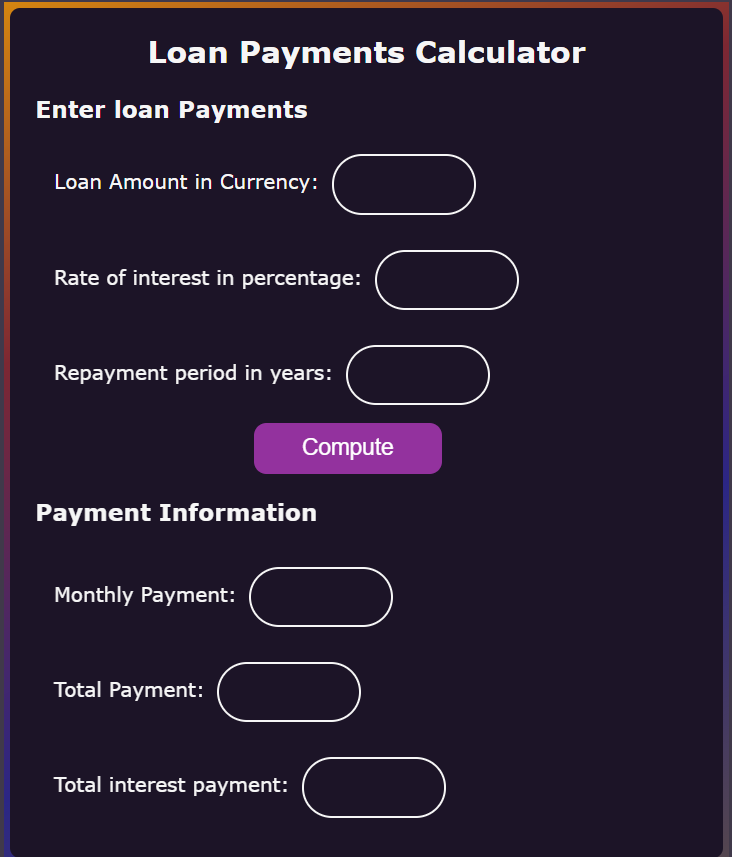 Loan Payments Calculator
Enter loan Payments
Loan Amount in Currency:
Rate of interest in percentage:
Repayment period in years:
Compute
Payment Information
Monthly Payment:
Total Payment:
Total interest payment: